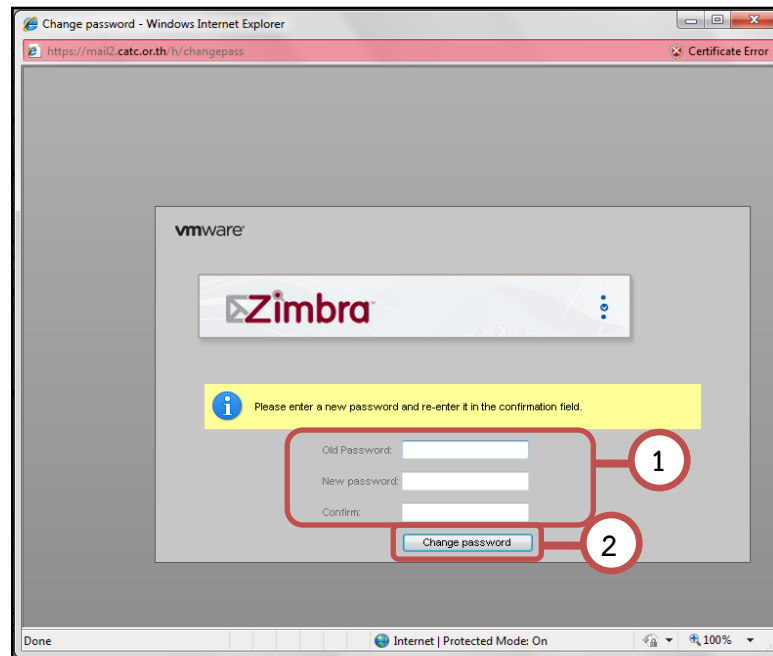 Change password - Windows Internet Explorer
https://mail2.catc.or.th/h/changepass
Certificate Error
vmware
Zimbra
Please enter a new password and re-enter it in the confirmation field.
Old Password:
New password:
Confirm:
1
Change password
2
Done
Internet | Protected Mode: On
100%